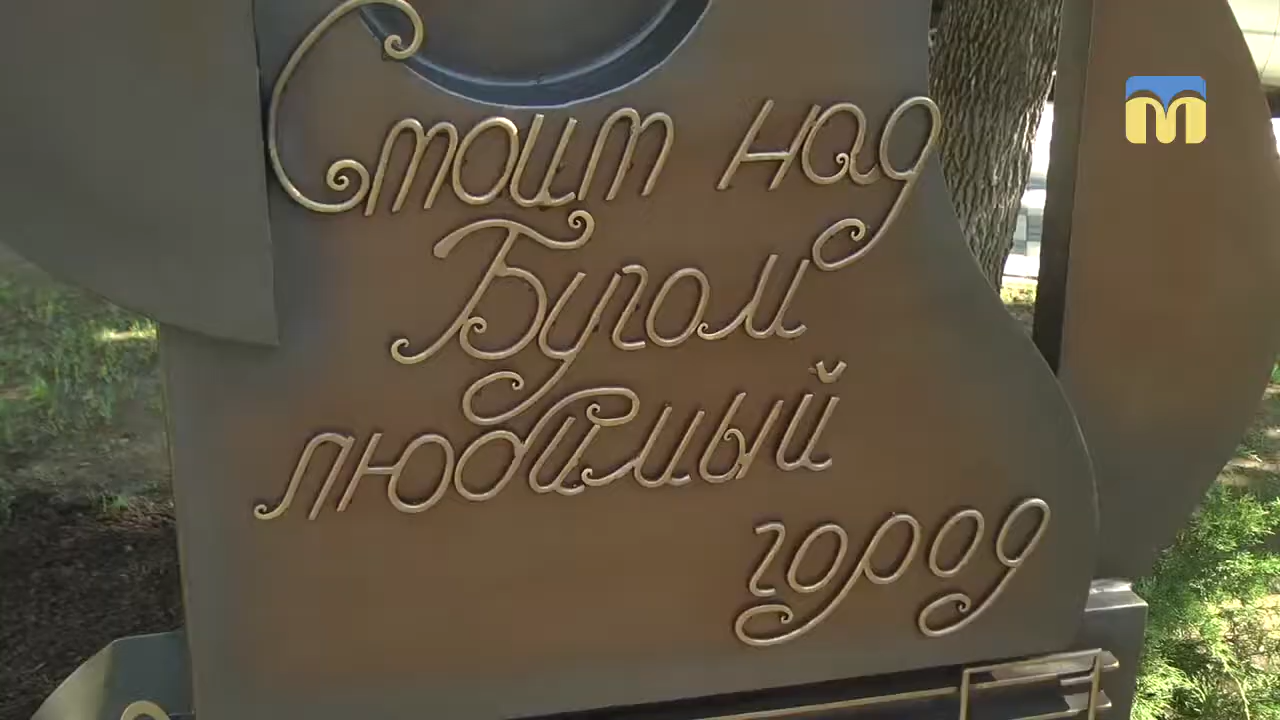 Стоит над
Бугом
любимый
город